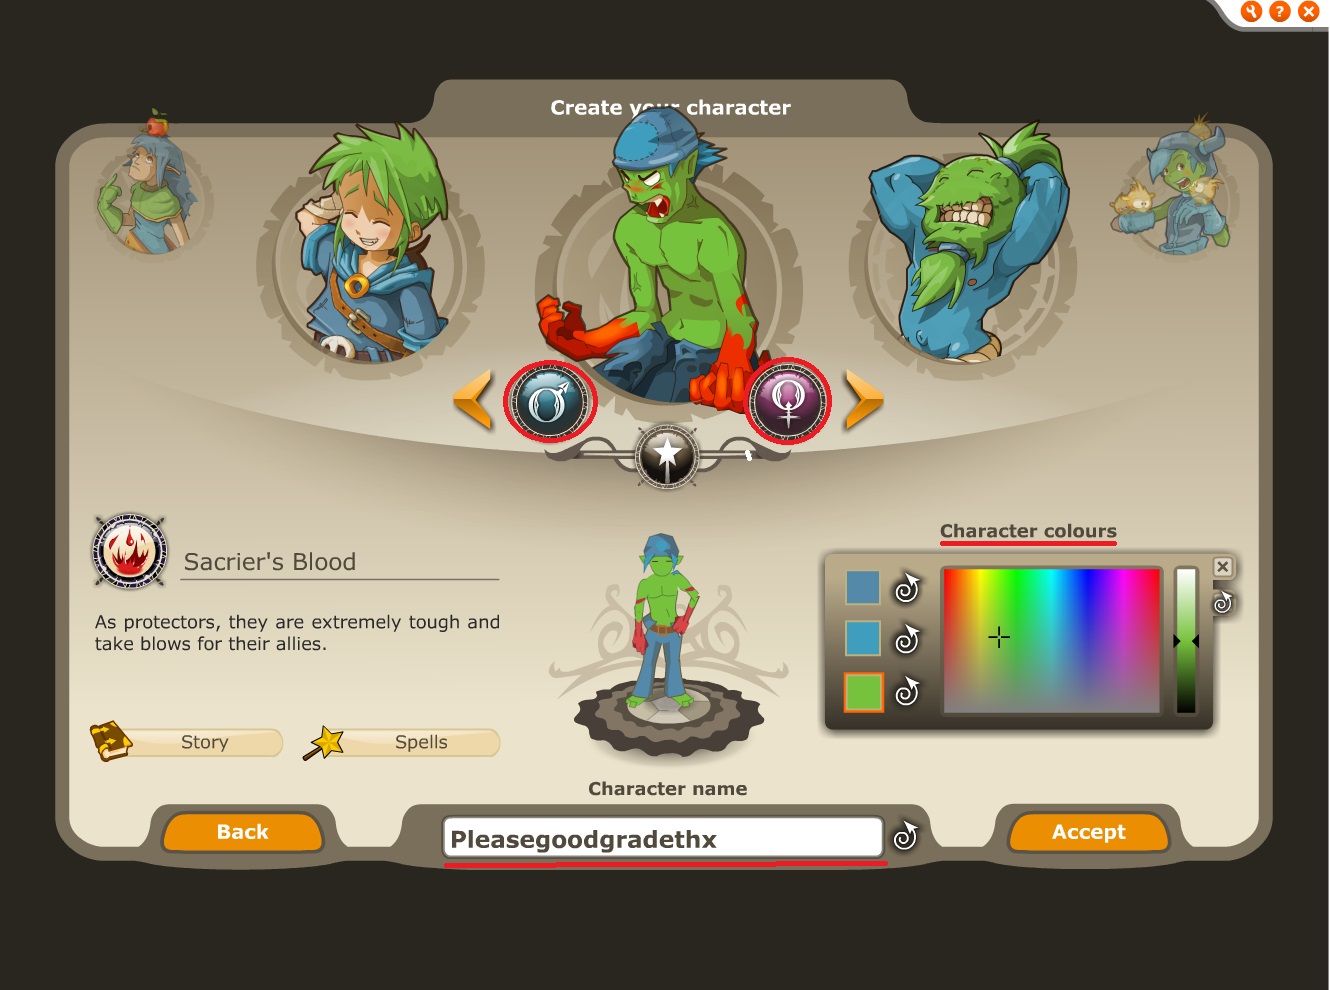 Create your character
Sacrier's Blood
As protectors, they are extremely tough and
take blows for their allies.
Character colours
Story
Spells
Character name
Back
Pleasegoodgradethx
Accept